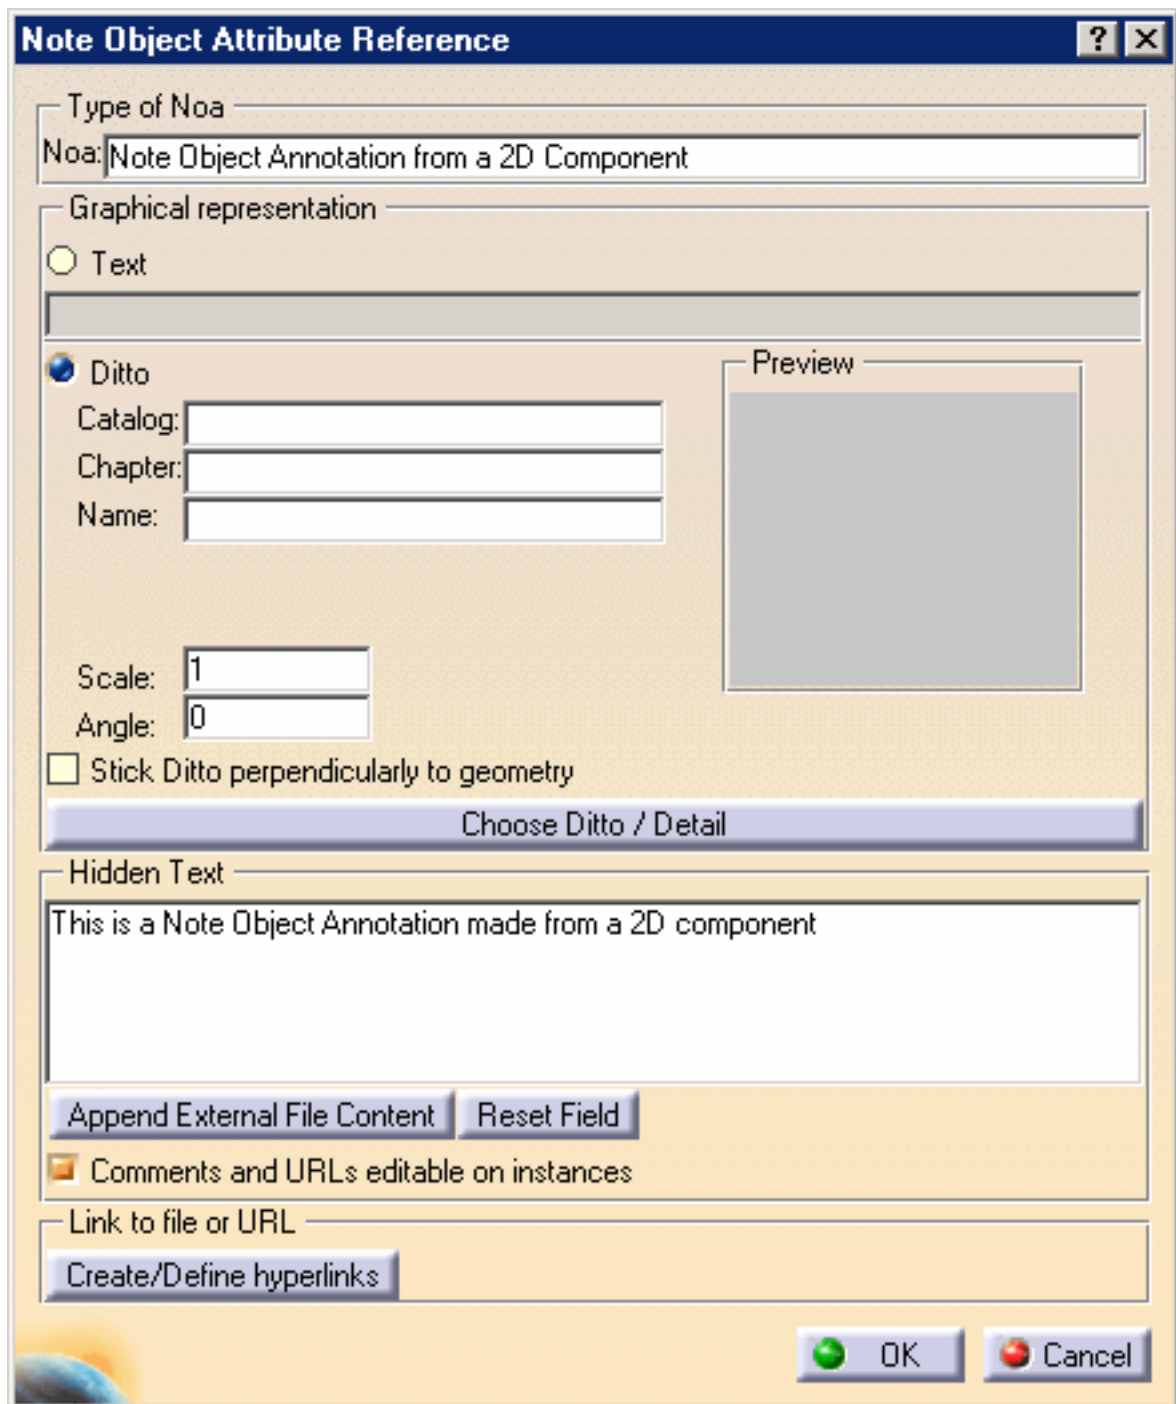 Note Object Attribute Reference
Type of Noa
Noa: Note Object Annotation from a 2D Component
Graphical representation
Text
Ditto
Preview
Catalog:
Chapter:
Name:
Scale: 1
Angle: 0
Stick Ditto perpendicularly to geometry
Choose Ditto / Detail
Hidden Text
This is a Note Object Annotation made from a 2D component
Append External File Content Reset Field
Comments and URLs editable on instances
Link to file or URL
Create/Define hyperlinks
OK Cancel